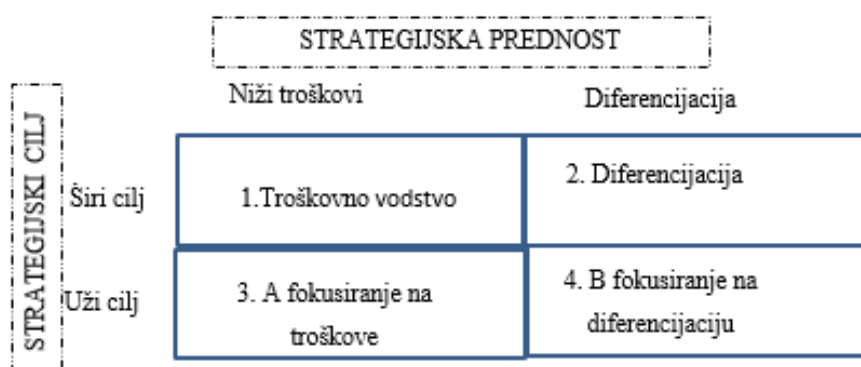 STRATEGIJSKA PREDNOST
Niži troškovi
Diferencijacija
STRATEGIJSKI CILJ
Širi cilj
1.Troškovno vodstvo
2. Diferencijacija
Uži cilj
3. A fokusiranje na
troškove
4. B fokusiranje na
diferencijaciju